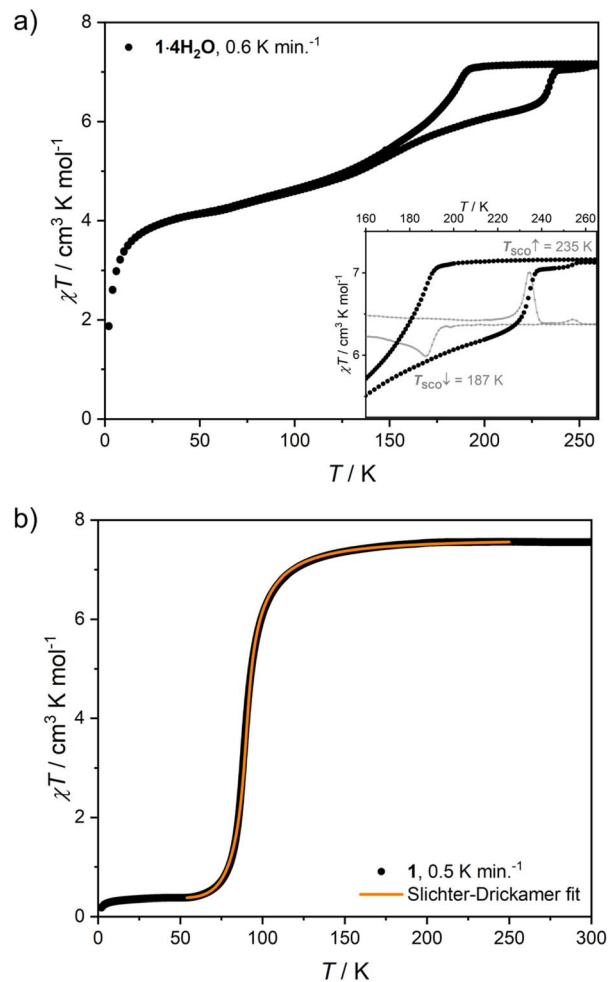 a)
1·4H₂O, 0.6 K min.⁻¹
χT / cm³ K mol⁻¹
8
6
4
2
0
0 50 100 150 200 250
T / K
T / K
160 180 200 220 240 260
T_SCO↑ = 235 K
7
6
χT / cm³ K mol⁻¹
T_SCO↓ = 187 K
b)
χT / cm³ K mol⁻¹
8
6
4
2
0
1, 0.5 K min.⁻¹
Slichter-Drickamer fit
0 50 100 150 200 250 300
T / K